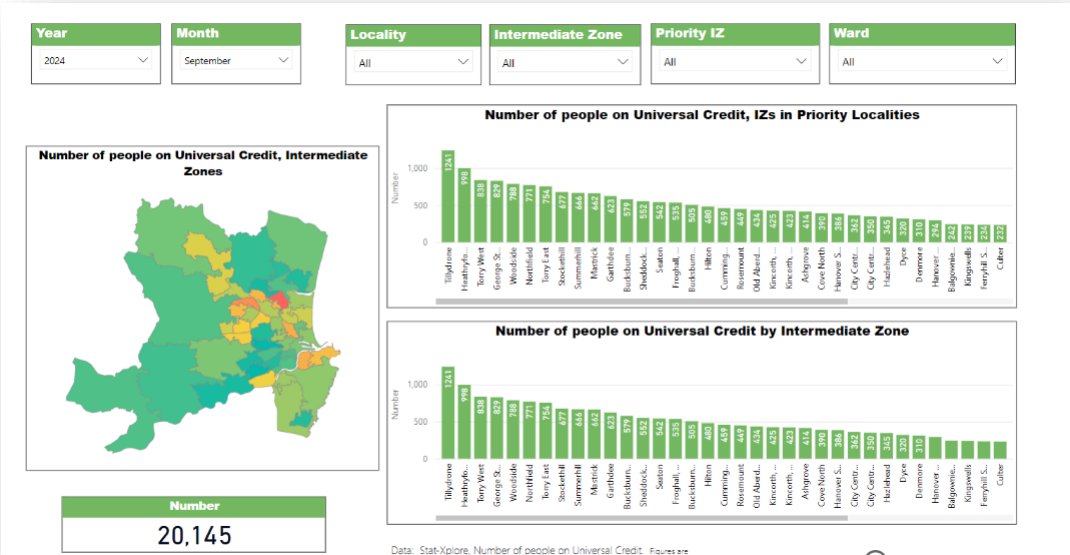 Year
2024
Month
September
Locality
All
Intermediate Zone
All
Priority IZ
All
Ward
All
Number of people on Universal Credit, Intermediate
Zones
Number
20,145
Number of people on Universal Credit, IZs in Priority Localities
Number
1,000
500
0
1241
998
838
829
788
771
754
677
666
662
623
579
552
542
535
505
480
459
449
434
425
423
414
390
386
362
350
345
320
310
294
242
239
234
232
Tillydrone
Heathryfo...
Torry West
George St...
Woodside
Northfield
Torry East
Stockethill
Summerhill
Mastrick
Garthdee
Bucksburn...
Sheddock...
Seaton
Froghall, ...
Bucksburn...
Hilton
Cumming...
Rosemount
Old Aberd...
Kincorth, ...
Kincorth, ...
Ashgrove
Cove North
Hanover S...
City Centr...
City Centr...
Hazlehead
Dyce
Denmore
Hanover ...
Balgownie...
Kingswells
Ferryhill S...
Culter
Number of people on Universal Credit by Intermediate Zone
Number
1,000
500
0
1241
998
838
829
788
771
754
677
666
662
623
579
552
542
535
505
480
459
449
434
425
423
414
390
386
362
350
345
320
310
Tillydrone
Heathryfo...
Torry West
George St...
Woodside
Northfield
Torry East
Stockethill
Summerhill
Mastrick
Garthdee
Bucksburn...
Sheddock...
Seaton
Froghall, ...
Bucksburn...
Hilton
Cumming...
Rosemount
Old Aberd...
Kincorth, ...
Kincorth, ...
Ashgrove
Cove North
Hanover S...
City Centr...
City Centr...
Hazlehead
Dyce
Denmore
Hanover ...
Balgownie...
Kingswells
Ferryhill S...
Culter
Data: Stat-Xplore, Number of people on Universal Credit. Figures are